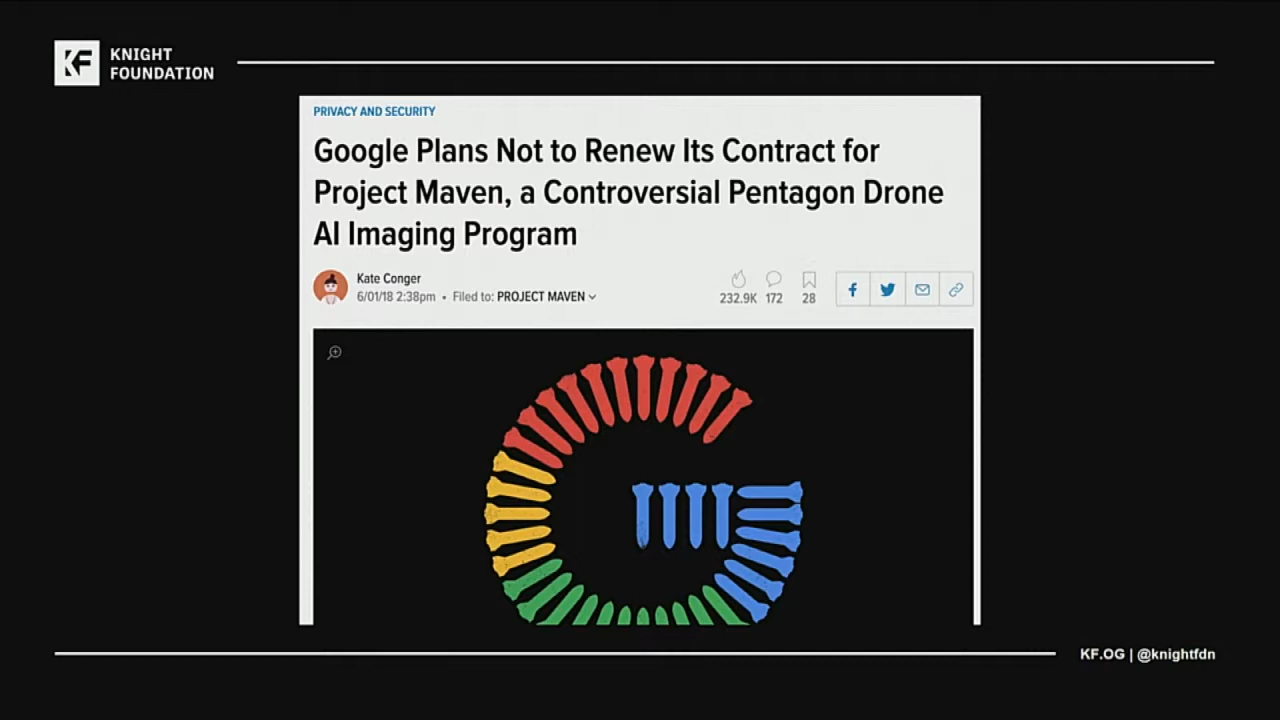 KNIGHT
FOUNDATION
PRIVACY AND SECURITY
Google Plans Not to Renew Its Contract for
Project Maven, a Controversial Pentagon Drone
AI Imaging Program
Kate Conger
6/01/18 2:38pm • Filed to: PROJECT MAVEN
232.9K 172 28
KF.OG | @knightfdn